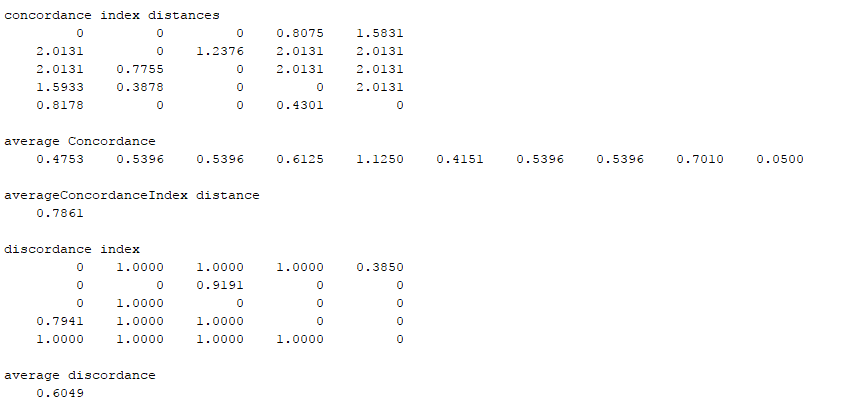 concordance index distances
0 0 0 0.8075 1.5831
2.0131 0 1.2376 2.0131 2.0131
2.0131 0.7755 0 2.0131 2.0131
1.5933 0.3878 0 0 2.0131
0.8178 0 0 0.4301 0
average Concordance
0.4753 0.5396 0.5396 0.6125 1.1250 0.4151 0.5396 0.5396 0.7010 0.0500
averageConcordanceIndex distance
0.7861
discordance index
0 1.0000 1.0000 1.0000 0.3850
0 0 0.9191 0 0
0 1.0000 0 0 0
0.7941 1.0000 1.0000 0 0
1.0000 1.0000 1.0000 1.0000 0
average discordance
0.6049